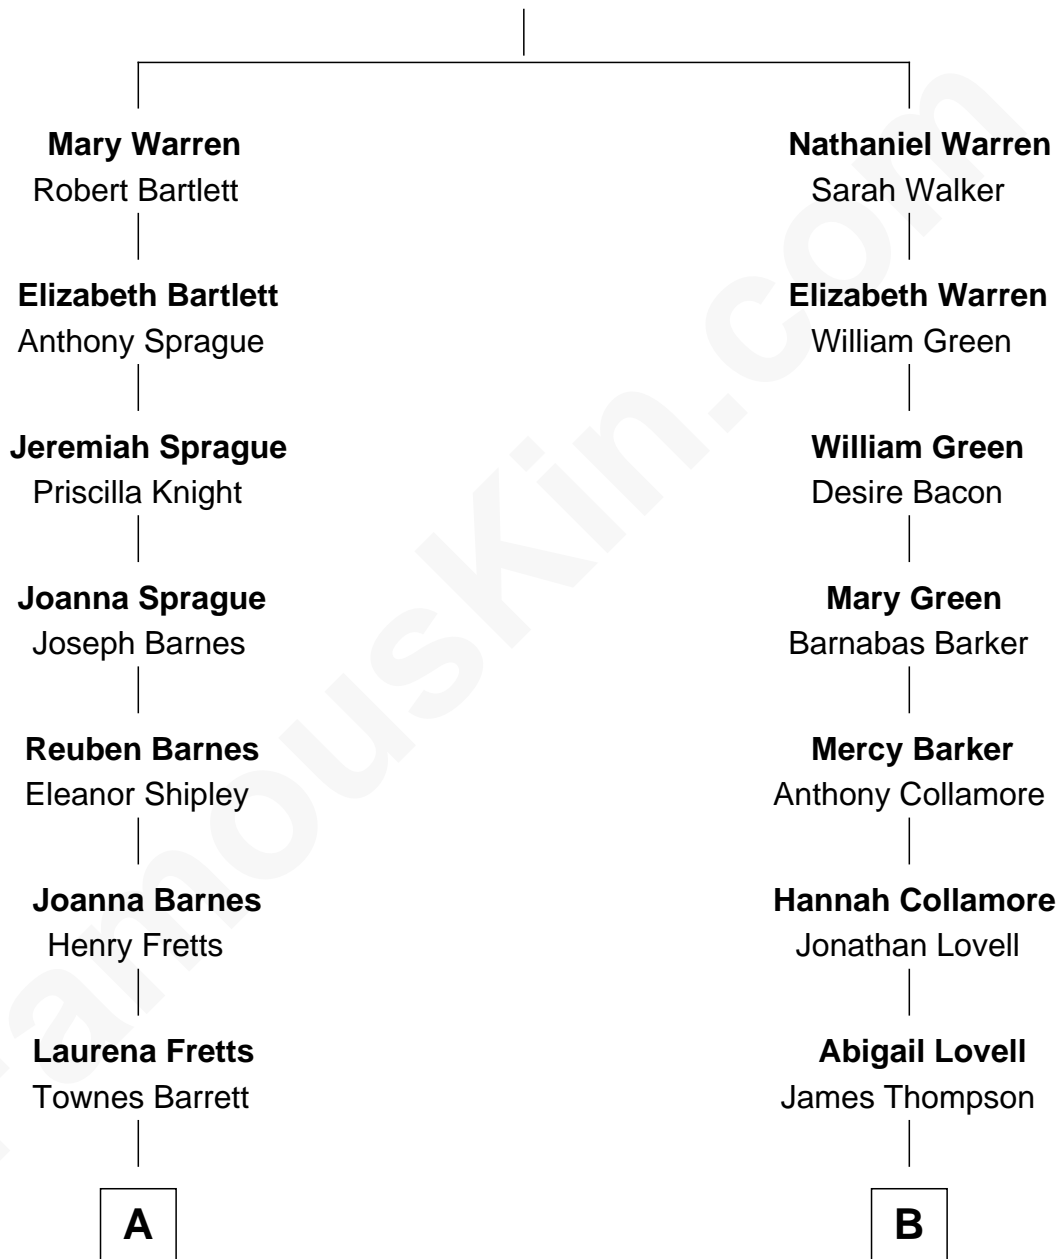 Mary Warren
Robert Bartlett
Nathaniel Warren
Sarah Walker
Elizabeth Bartlett
Anthony Sprague
Elizabeth Warren
William Green
Jeremiah Sprague
Priscilla Knight
William Green
Desire Bacon
Joanna Sprague
Joseph Barnes
Mary Green
Barnabas Barker
Reuben Barnes
Eleanor Shipley
Mercy Barker
Anthony Collamore
Joanna Barnes
Henry Fretts
Hannah Collamore
Jonathan Lovell
Laurena Fretts
Townes Barrett
Abigail Lovell
James Thompson
A
B
FamousKin.com